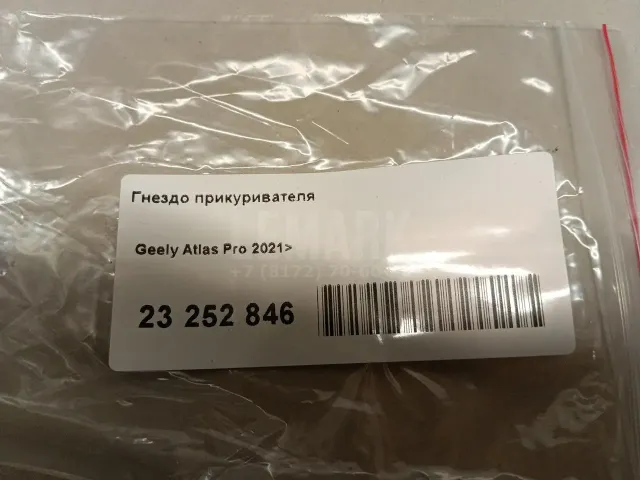 Гнездо прикуривателя
Geely Atlas Pro 2021>
23 252 846